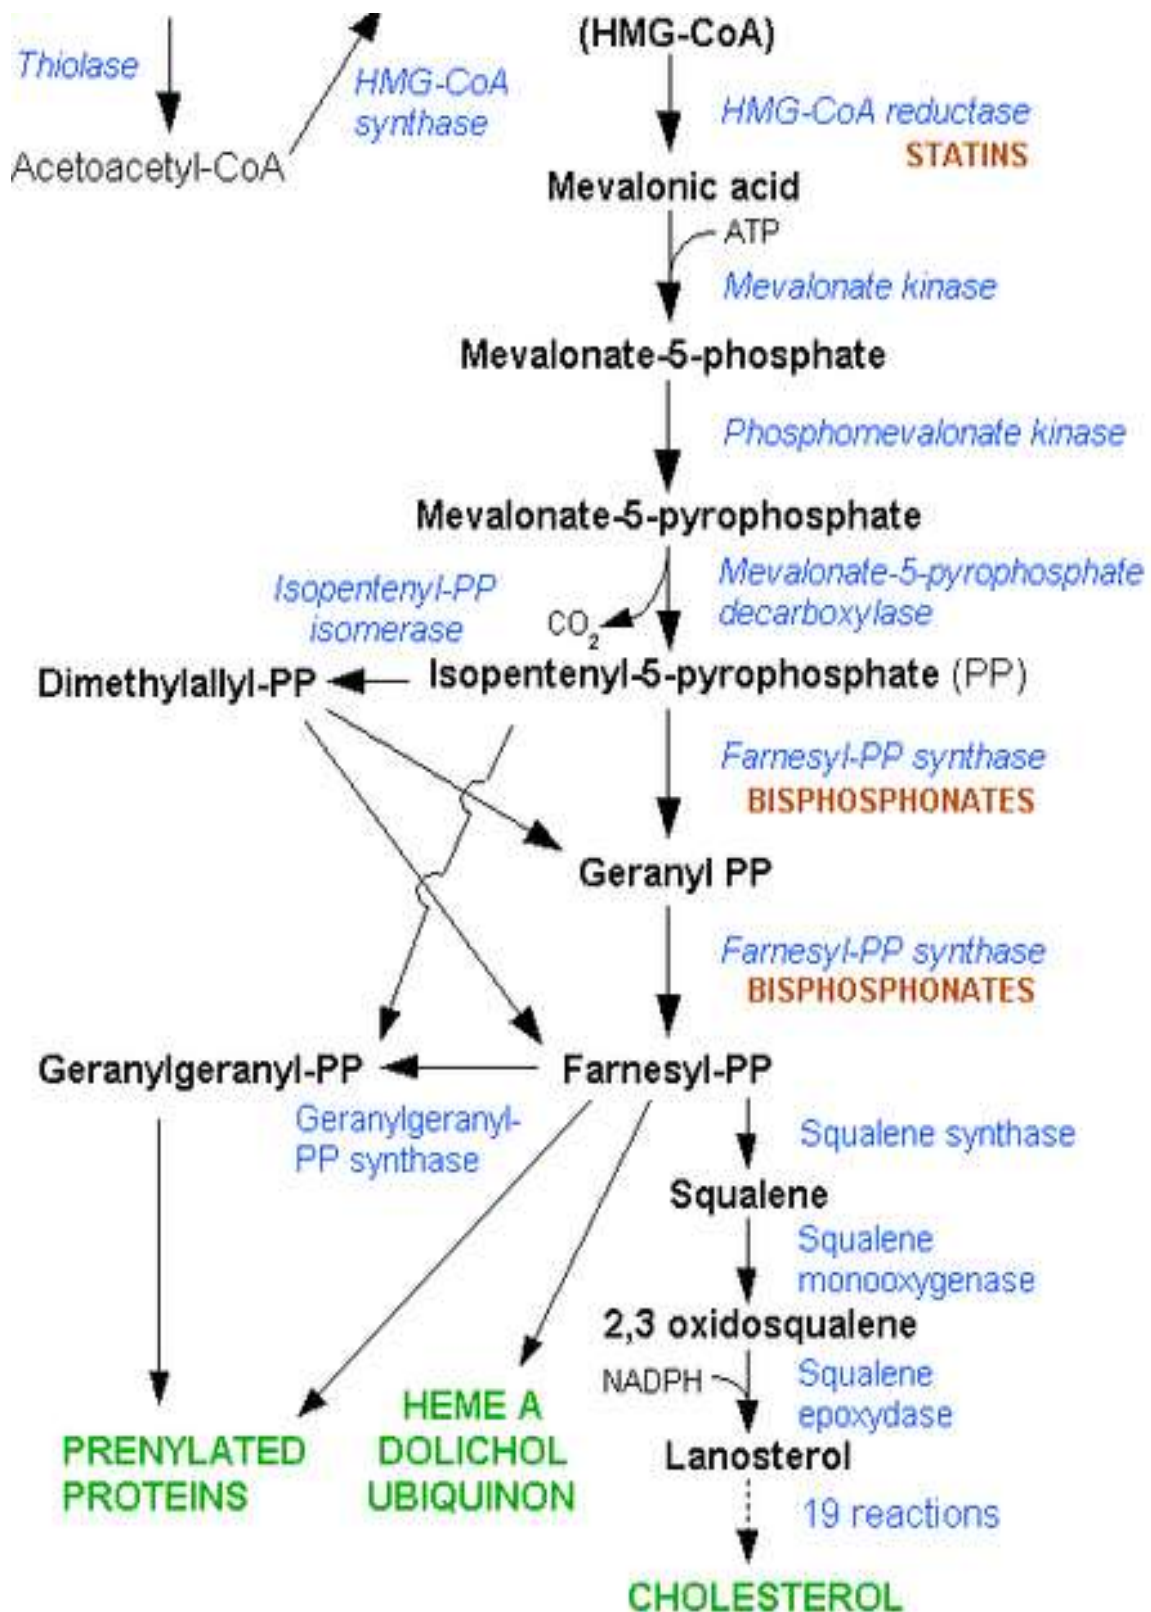 (HMG-CoA)
Thiolase
HMG-CoA
synthase
HMG-CoA reductase
STATINS
Acetoacetyl-CoA
Mevalonic acid
ATP
Mevalonate kinase
Mevalonate-5-phosphate
Phosphomevalonate kinase
Mevalonate-5-pyrophosphate
Isopentenyl-PP
isomerase
CO2
Mevalonate-5-pyrophosphate
decarboxylase
Dimethylallyl-PP
Isopentenyl-5-pyrophosphate (PP)
Farnesyl-PP synthase
BISPHOSPHONATES
Geranyl PP
Farnesyl-PP synthase
BISPHOSPHONATES
Geranylgeranyl-PP
Farnesyl-PP
Geranylgeranyl-
PP synthase
Squalene synthase
Squalene
Squalene
monooxygenase
2,3 oxidosqualene
NADPH
Squalene
epoxydase
HEME A
DOLICHOL
UBIQUINON
PRENYLATED
PROTEINS
Lanosterol
19 reactions
CHOLESTEROL